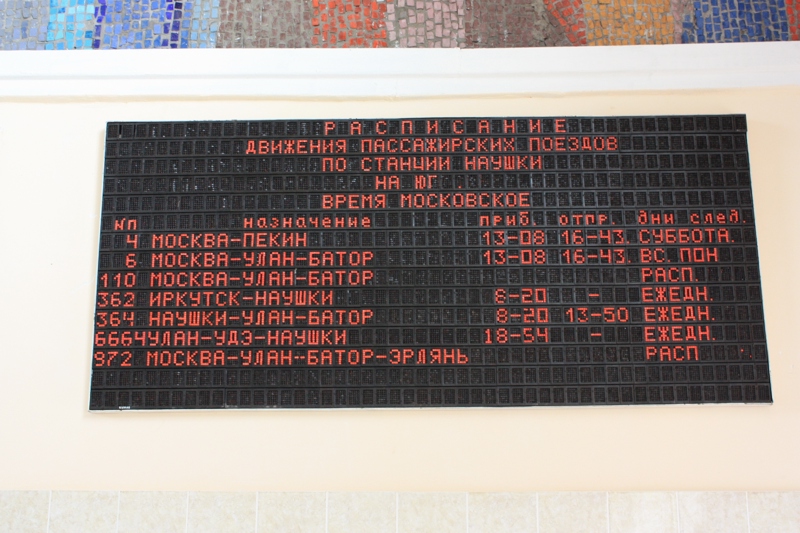 Р А С П И С А Н И Е
ДВИЖЕНИЯ ПАССАЖИРСКИХ ПОЕЗДОВ
ПО СТАНЦИИ НАУШКИ
НА ЮГ .
ВРЕМЯ МОСКОВСКОЕ
№П назначение приб. отпр. дни след.
4 МОСКВА-ПЕКИН 13-08 16-43. СУББОТА.
6 МОСКВА-УЛАН-БАТОР 13-08 16-43. ВС. ПОН
110 МОСКВА-УЛАН-БАТОР РАСП.
362 ИРКУТСК-НАУШКИ 8-20 - ЕЖЕДН.
364 НАУШКИ-УЛАН-БАТОР 8-20 13-50 ЕЖЕДН.
6664УЛАН-УДЭ-НАУШКИ 18-54 - ЕЖЕДН.
972 МОСКВА-УЛАН-БАТОР-ЭРЛЯНЬ РАСП